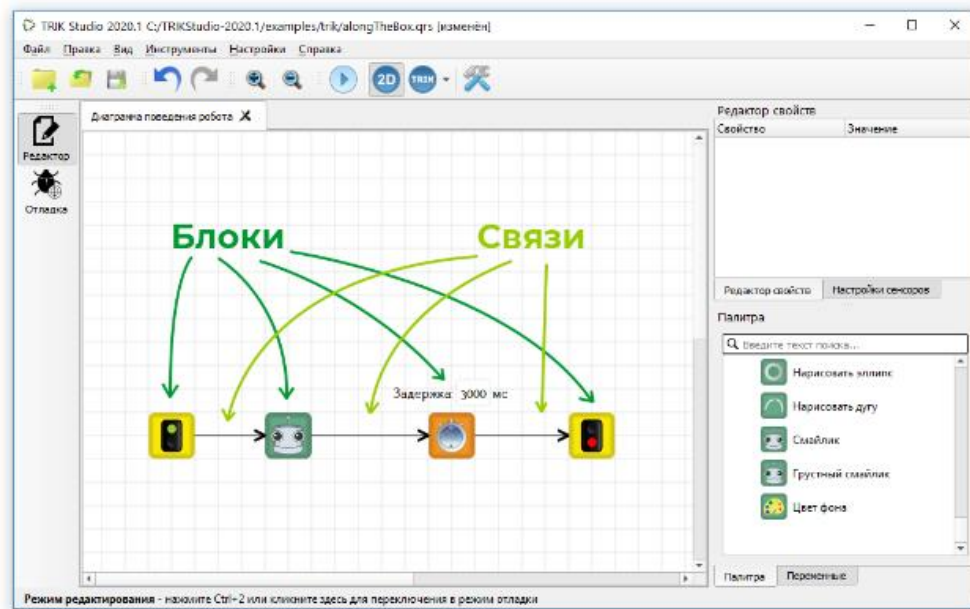 TRIK Studio 2020.1 C:/TRIKStudio-2020.1/examples/trik/alongTheBox.qrs [изменён]
Файл Правка Вид Инструменты Настройки Справка
2D TRIK
Диаграмма поведения робота
Редактор
Отладка
Блоки Связи
Задержка: 3000 мс
Редактор свойств
Свойство Значение
Редактор свойств Настройки сенсоров
Палитра
Введите текст поиска...
Нарисовать эллипс
Нарисовать дугу
Смайлик
Грустный смайлик
Цвет фона
Палитра Переменные
Режим редактирования - нажмите Ctrl+2 или кликните здесь для переключения в режим отладки